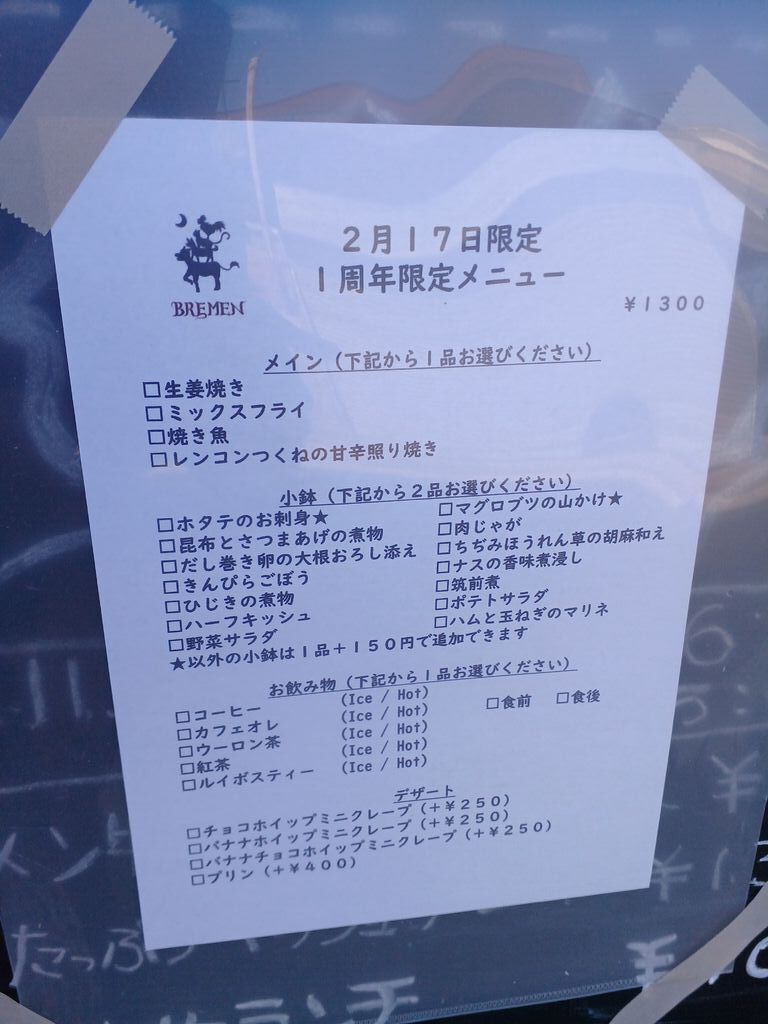 BREMEN
2月17日限定
1周年限定メニュー
¥1300
メイン（下記から1品お選びください）
□生姜焼き
□ミックスフライ
□焼き魚
□レンコンつくねの甘辛照り焼き
小鉢（下記から2品お選びください）
□ホタテのお刺身★
□昆布とさつまあげの煮物
□だし巻き卵の大根おろし添え
□きんぴらごぼう
□ひじきの煮物
□ハーフキッシュ
□野菜サラダ
□マグロブツの山かけ★
□肉じゃが
□ちぢみほうれん草の胡麻和え
□ナスの香味煮浸し
□筑前煮
□ポテトサラダ
□ハムと玉ねぎのマリネ
★以外の小鉢は1品＋150円で追加できます
お飲み物（下記から1品お選びください）
□コーヒー (Ice / Hot)
□カフェオレ (Ice / Hot)
□ウーロン茶 (Ice / Hot)
□紅茶 (Ice / Hot)
□ルイボスティー (Ice / Hot)
□食前 □食後
デザート
□チョコホイップミニクレープ（＋¥250）
□バナナホイップミニクレープ（＋¥250）
□バナナチョコホイップミニクレープ（＋¥250）
□プリン（＋¥400）
たっぷり
ランチ